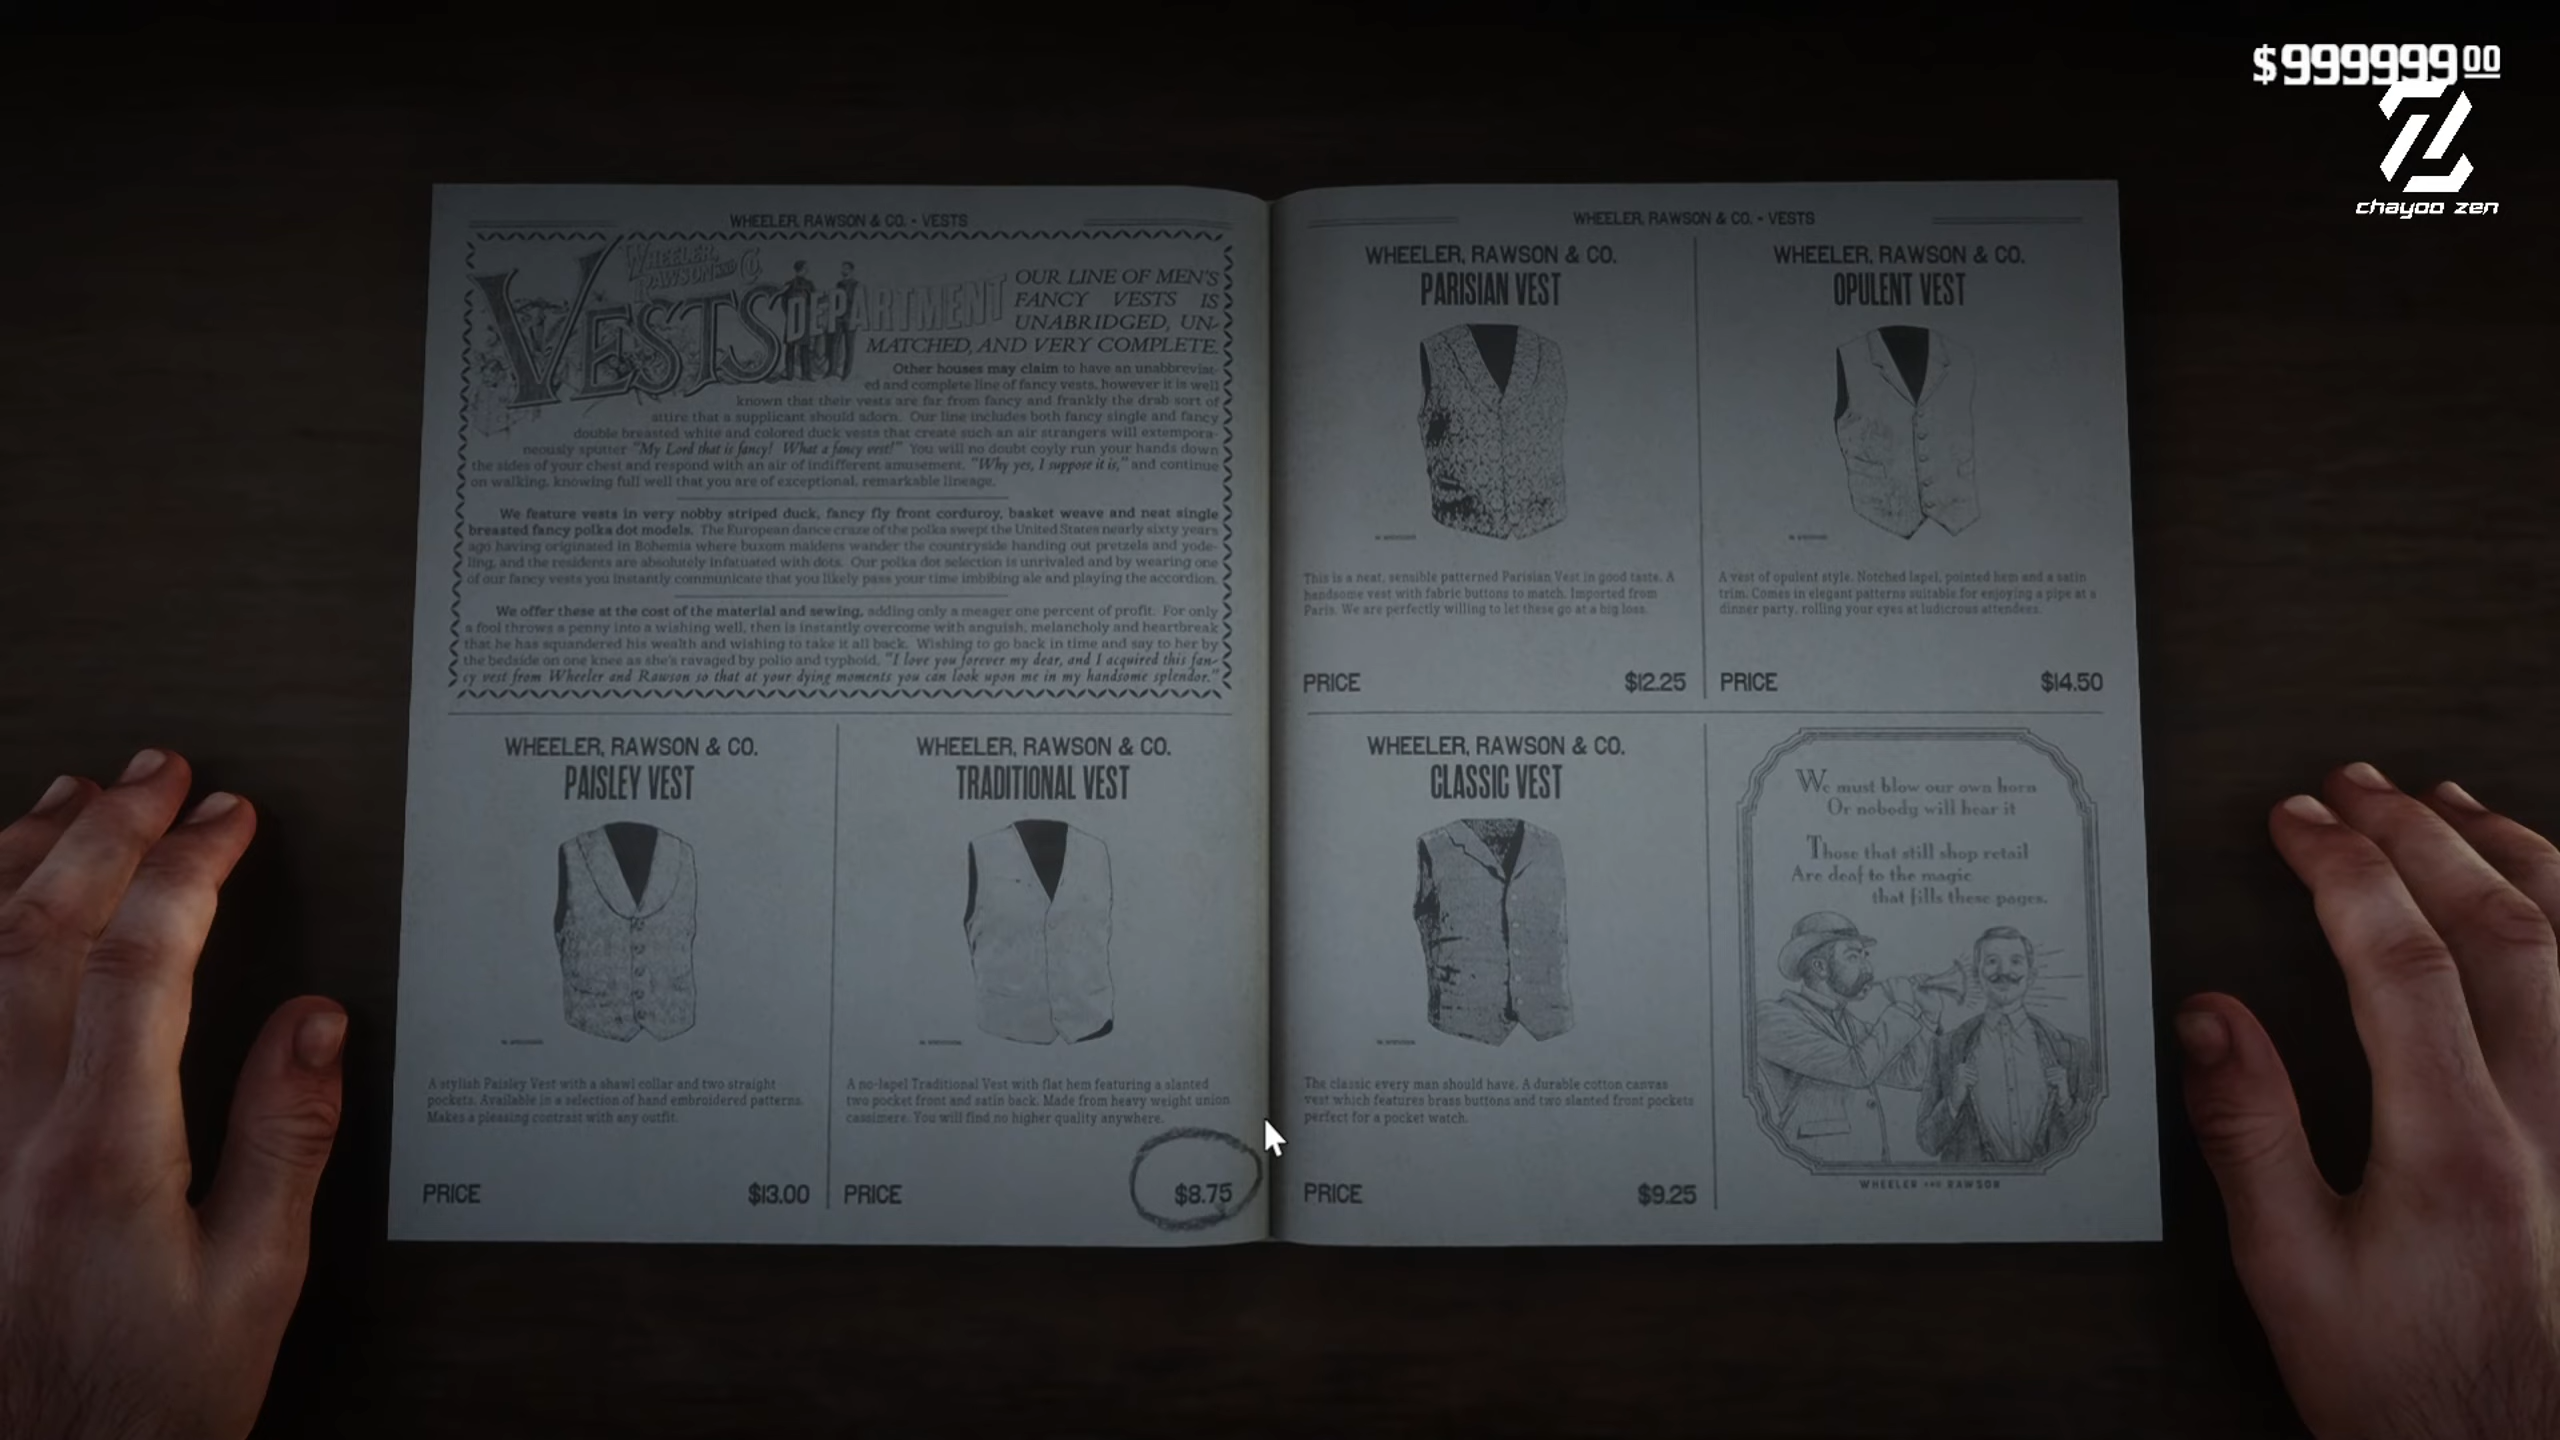 $999999.00
chayoo zen
WHEELER, RAWSON & CO. - VESTS
WHEELER,
RAWSON AND CO.
VESTS DEPARTMENT
OUR LINE OF MEN'S
FANCY VESTS IS
UNABRIDGED, UN-
MATCHED, AND VERY COMPLETE.
Other houses may claim to have an unabbreviat-
ed and complete line of fancy vests, however it is well
known that their vests are far from fancy and frankly the drab sort of
attire that a supplicant should adorn. Our line includes both fancy single and fancy
double breasted white and colored duck vests that create such an air strangers will extempora-
neously sputter "My Lord that is fancy! What a fancy vest!" You will no doubt coyly run your hands down
the sides of your chest and respond with an air of indifferent amusement, "Why yes, I suppose it is," and continue
on walking, knowing full well that you are of exceptional, remarkable lineage.
We feature vests in very nobby striped duck, fancy fly front corduroy, basket weave and neat single
breasted fancy polka dot models. The European dance craze of the polka swept the United States nearly sixty years
ago having originated in Bohemia where buxom maidens wander the countryside handing out pretzels and yode-
ling, and the residents are absolutely infatuated with dots. Our polka dot selection is unrivaled and by wearing one
of our fancy vests you instantly communicate that you likely pass your time imbibing ale and playing the accordion.
We offer these at the cost of the material and sewing, adding only a meager one percent of profit. For only
a fool throws a penny into a wishing well, then is instantly overcome with anguish, melancholy and heartbreak
that he has squandered his wealth and wishing to take it all back. Wishing to go back in time and say to her by
the bedside on one knee as she's ravaged by polio and typhoid, "I love you forever my dear, and I acquired this fan-
cy vest from Wheeler and Rawson so that at your dying moments you can look upon me in my handsome splendor."
WHEELER, RAWSON & CO.
PAISLEY VEST
A stylish Paisley Vest with a shawl collar and two straight
pockets. Available in a selection of hand embroidered patterns.
Makes a pleasing contrast with any outfit.
PRICE $13.00
WHEELER, RAWSON & CO.
TRADITIONAL VEST
A no-lapel Traditional Vest with flat hem featuring a slanted
two pocket front and satin back. Made from heavy weight union
cassimere. You will find no higher quality anywhere.
PRICE $8.75
WHEELER, RAWSON & CO. - VESTS
WHEELER, RAWSON & CO.
PARISIAN VEST
This is a neat, sensible patterned Parisian Vest in good taste. A
handsome vest with fabric buttons to match. Imported from
Paris. We are perfectly willing to let these go at a big loss.
PRICE $12.25
WHEELER, RAWSON & CO.
OPULENT VEST
A vest of opulent style. Notched lapel, pointed hem and a satin
trim. Comes in elegant patterns suitable for enjoying a pipe at a
dinner party, rolling your eyes at ludicrous attendees.
PRICE $14.50
WHEELER, RAWSON & CO.
CLASSIC VEST
The classic every man should have. A durable cotton canvas
vest which features brass buttons and two slanted front pockets
perfect for a pocket watch.
PRICE $9.25
We must blow our own horn
Or nobody will hear it
Those that still shop retail
Are deaf to the magic
that fills these pages.
WHEELER AND RAWSON